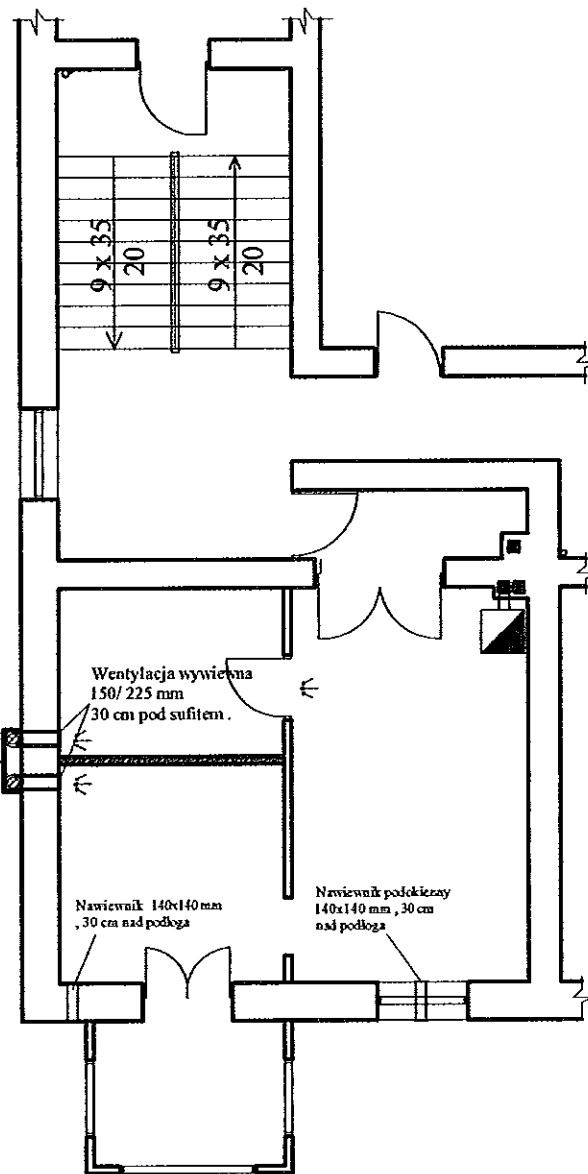 9 x 35
20
9 x 35
20
Wentylacja wywiewna
150/ 225 mm
30 cm pod sufitem .
Nawiewnik 140x140 mm
, 30 cm nad podłoga
Nawiewnik podokienny
140x140 mm , 30 cm
nad podłoga